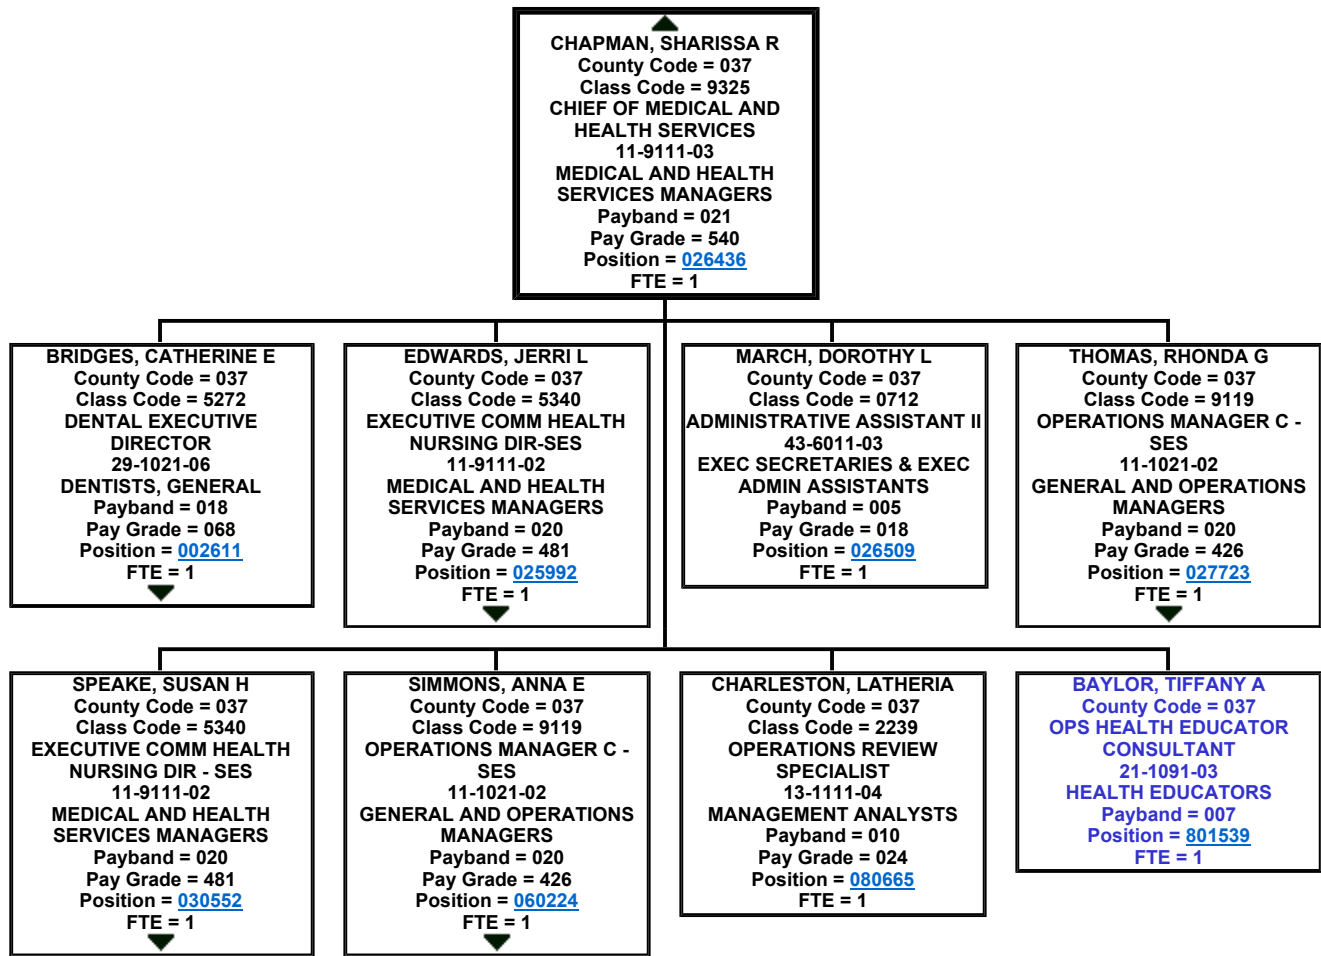 CHAPMAN, SHARISSA R
County Code = 037
Class Code = 9325
CHIEF OF MEDICAL AND
HEALTH SERVICES
11-9111-03
MEDICAL AND HEALTH
SERVICES MANAGERS
Payband = 021
Pay Grade = 540
Position = 026436
FTE = 1
BRIDGES, CATHERINE E
County Code = 037
Class Code = 5272
DENTAL EXECUTIVE
DIRECTOR
29-1021-06
DENTISTS, GENERAL
Payband = 018
Pay Grade = 068
Position = 002611
FTE = 1
EDWARDS, JERRI L
County Code = 037
Class Code = 5340
EXECUTIVE COMM HEALTH
NURSING DIR-SES
11-9111-02
MEDICAL AND HEALTH
SERVICES MANAGERS
Payband = 020
Pay Grade = 481
Position = 025992
FTE = 1
MARCH, DOROTHY L
County Code = 037
Class Code = 0712
ADMINISTRATIVE ASSISTANT II
43-6011-03
EXEC SECRETARIES & EXEC
ADMIN ASSISTANTS
Payband = 005
Pay Grade = 018
Position = 026509
FTE = 1
THOMAS, RHONDA G
County Code = 037
Class Code = 9119
OPERATIONS MANAGER C -
SES
11-1021-02
GENERAL AND OPERATIONS
MANAGERS
Payband = 020
Pay Grade = 426
Position = 027723
FTE = 1
SPEAKE, SUSAN H
County Code = 037
Class Code = 5340
EXECUTIVE COMM HEALTH
NURSING DIR - SES
11-9111-02
MEDICAL AND HEALTH
SERVICES MANAGERS
Payband = 020
Pay Grade = 481
Position = 030552
FTE = 1
SIMMONS, ANNA E
County Code = 037
Class Code = 9119
OPERATIONS MANAGER C -
SES
11-1021-02
GENERAL AND OPERATIONS
MANAGERS
Payband = 020
Pay Grade = 426
Position = 060224
FTE = 1
CHARLESTON, LATHERIA
County Code = 037
Class Code = 2239
OPERATIONS REVIEW
SPECIALIST
13-1111-04
MANAGEMENT ANALYSTS
Payband = 010
Pay Grade = 024
Position = 080665
FTE = 1
BAYLOR, TIFFANY A
County Code = 037
OPS HEALTH EDUCATOR
CONSULTANT
21-1091-03
HEALTH EDUCATORS
Payband = 007
Position = 801539
FTE = 1